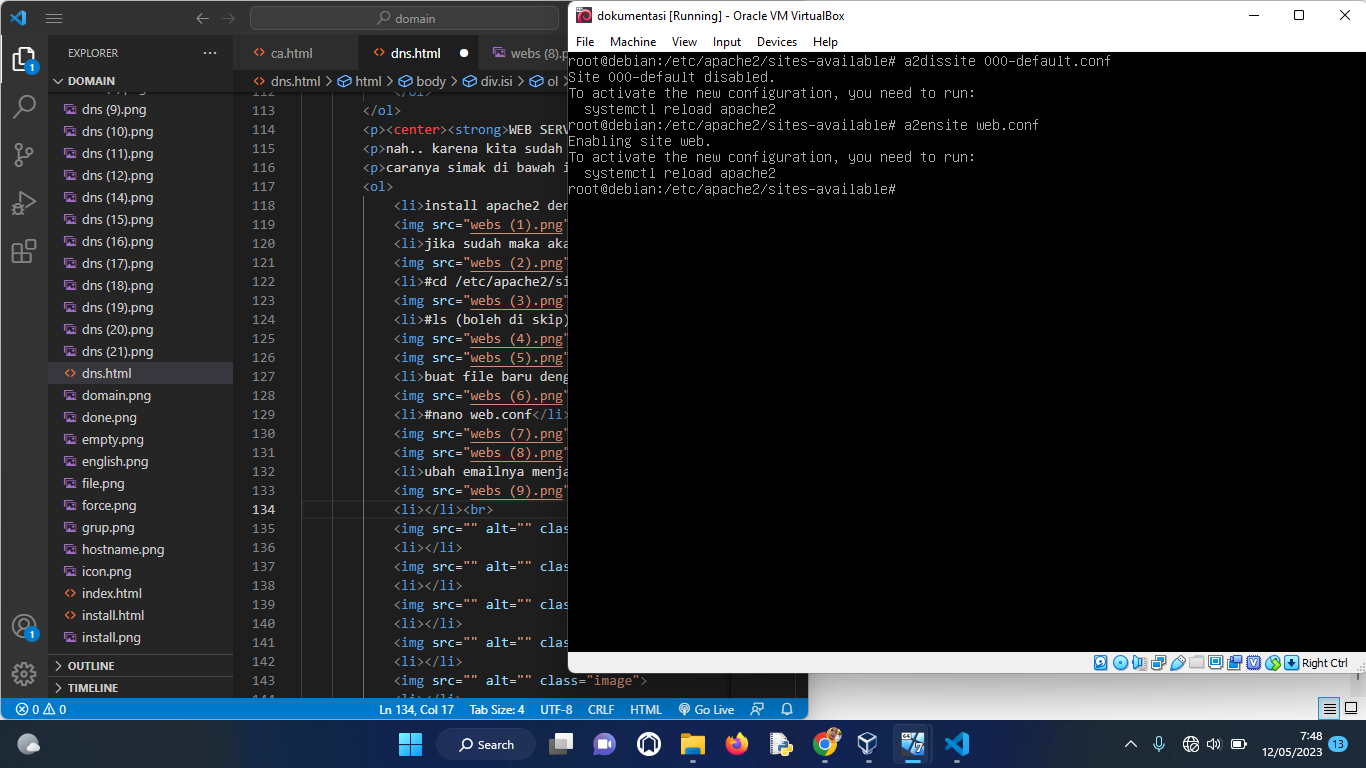 domain
EXPLORER
DOMAIN
dns (9).png
dns (10).png
dns (11).png
dns (12).png
dns (14).png
dns (15).png
dns (16).png
dns (17).png
dns (18).png
dns (19).png
dns (20).png
dns (21).png
dns.html
domain.png
done.png
empty.png
english.png
file.png
force.png
grup.png
hostname.png
icon.png
index.html
install.html
install.png
OUTLINE
TIMELINE
ca.html
dns.html
webs (8).p
dns.html > html > body > div.isi > ol >
112 </ol>
113 </ol>
114 <p><center><strong>WEB SERV
115 <p>nah.. karena kita sudah
116 <p>caranya simak di bawah i
117 <ol>
118 <li>install apache2 den
119 <img src="webs (1).png"
120 <li>jika sudah maka aka
121 <img src="webs (2).png"
122 <li>#cd /etc/apache2/si
123 <img src="webs (3).png"
124 <li>#ls (boleh di skip)
125 <img src="webs (4).png"
126 <img src="webs (5).png"
127 <li>buat file baru deng
128 <img src="webs (6).png"
129 <li>#nano web.conf</li>
130 <img src="webs (7).png"
131 <img src="webs (8).png"
132 <li>ubah emailnya menja
133 <img src="webs (9).png"
134 <li></li><br>
135 <img src="" alt="" clas
136 <li></li>
137 <img src="" alt="" clas
138 <li></li>
139 <img src="" alt="" clas
140 <li></li>
141 <img src="" alt="" clas
142 <li></li>
143 <img src="" alt="" class="image">
144 <li></li>
1
1
0 0
Ln 134, Col 17
Tab Size: 4
UTF-8
CRLF
HTML
Go Live
dokumentasi [Running] - Oracle VM VirtualBox
File Machine View Input Devices Help
root@debian:/etc/apache2/sites-available# a2dissite 000-default.conf
Site 000-default disabled.
To activate the new configuration, you need to run:
systemctl reload apache2
root@debian:/etc/apache2/sites-available# a2ensite web.conf
Enabling site web.
To activate the new configuration, you need to run:
systemctl reload apache2
root@debian:/etc/apache2/sites-available#
Right Ctrl
Search
7:48
12/05/2023
13